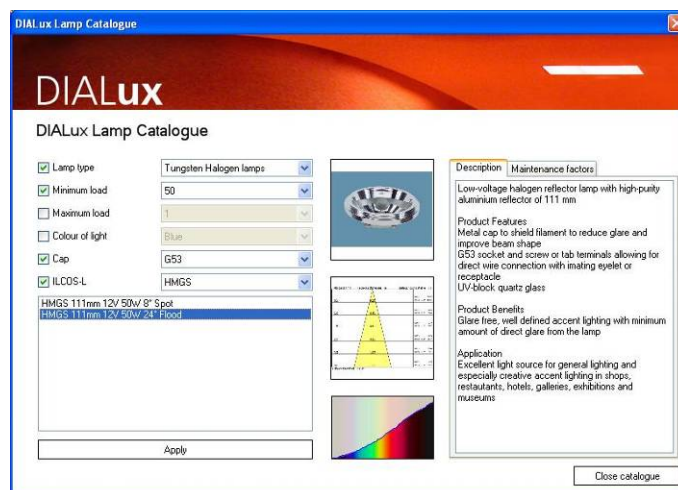 DIALux Lamp Catalogue
DIALux
DIALux Lamp Catalogue
Lamp type
Tungsten Halogen lamps
Minimum load
50
Maximum load
1
Colour of light
Blue
Cap
G53
ILCOS-L
HMGS
HMGS 111mm 12V 50W 8° Spot
HMGS 111mm 12V 50W 24° Flood
Apply
Description
Maintenance factors
Low-voltage halogen reflector lamp with high-purity
aluminium reflector of 111 mm
Product Features
Metal cap to shield filament to reduce glare and
improve beam shape
G53 socket and screw or tab terminals allowing for
direct wire connection with mating eyelet or
receptacle
UV-block quartz glass
Product Benefits
Glare free, well defined accent lighting with minimum
amount of direct glare from the lamp
Application
Excellent light source for general lighting and
especially creative accent lighting in shops,
restautants, hotels, galleries, exhibitions and
museums
Close catalogue